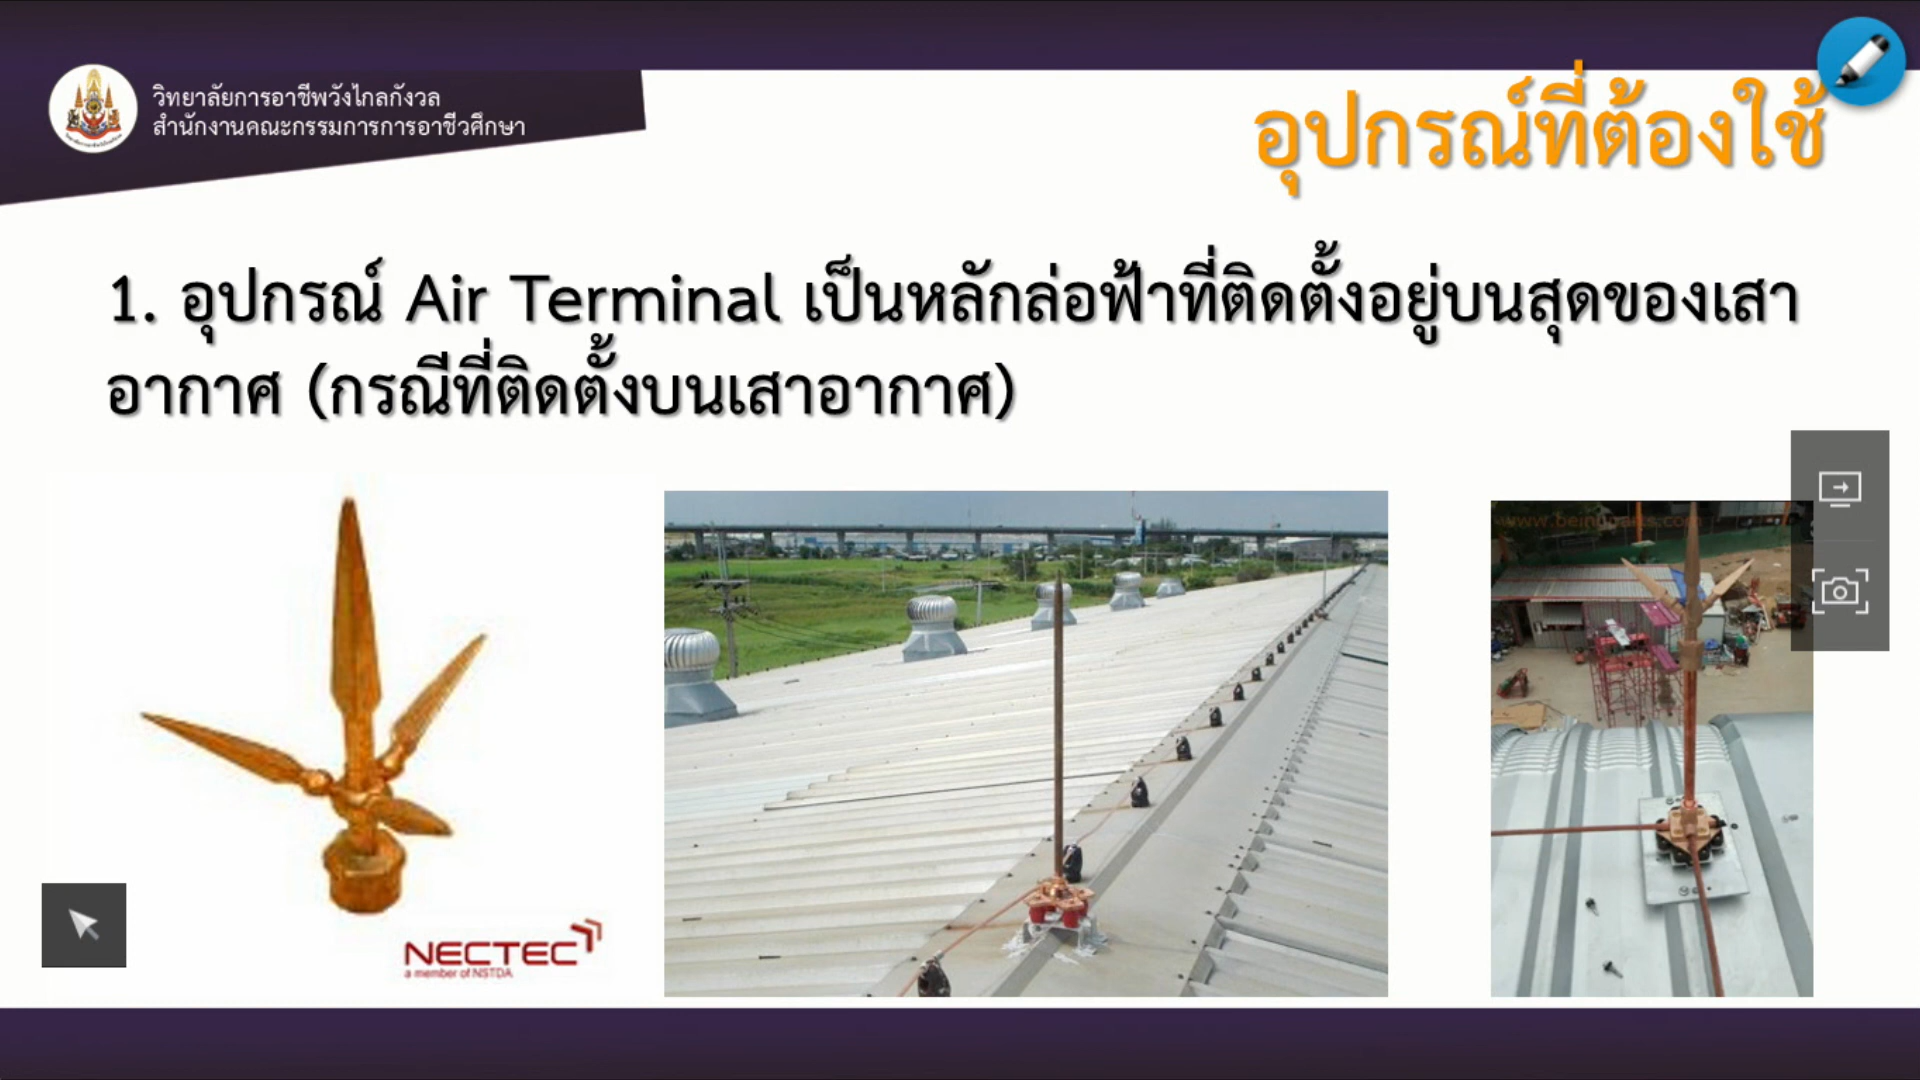 วิทยาลัยการอาชีพวังไกลกังวล
สำนักงานคณะกรรมการการอาชีวศึกษา
อุปกรณ์ที่ต้องใช้
1. อุปกรณ์ Air Terminal เป็นหลักล่อฟ้าที่ติดตั้งอยู่บนสุดของเสา
อากาศ (กรณีที่ติดตั้งบนเสาอากาศ)
NECTEC
a member of NSTDA